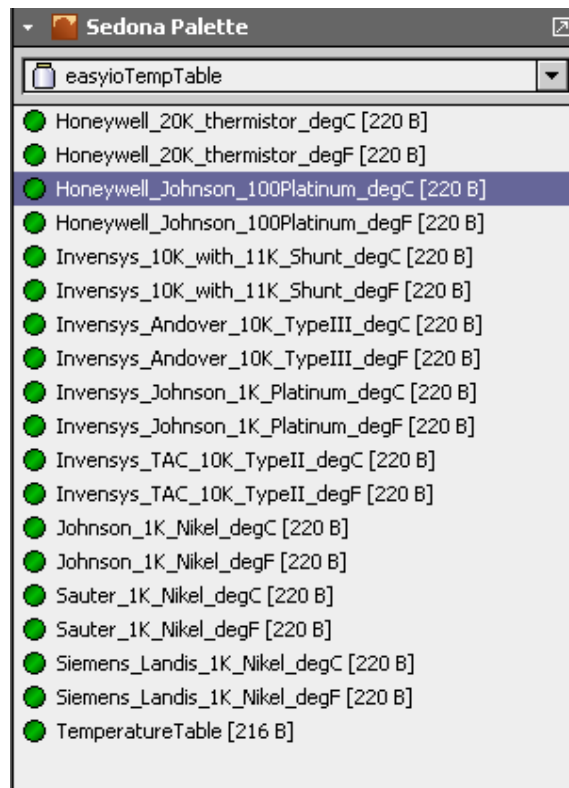 Sedona Palette
easyioTempTable
Honeywell_20K_thermistor_degC [220 B]
Honeywell_20K_thermistor_degF [220 B]
Honeywell_Johnson_100Platinum_degC [220 B]
Honeywell_Johnson_100Platinum_degF [220 B]
Invensys_10K_with_11K_Shunt_degC [220 B]
Invensys_10K_with_11K_Shunt_degF [220 B]
Invensys_Andover_10K_TypeIII_degC [220 B]
Invensys_Andover_10K_TypeIII_degF [220 B]
Invensys_Johnson_1K_Platinum_degC [220 B]
Invensys_Johnson_1K_Platinum_degF [220 B]
Invensys_TAC_10K_TypeII_degC [220 B]
Invensys_TAC_10K_TypeII_degF [220 B]
Johnson_1K_Nikel_degC [220 B]
Johnson_1K_Nikel_degF [220 B]
Sauter_1K_Nikel_degC [220 B]
Sauter_1K_Nikel_degF [220 B]
Siemens_Landis_1K_Nikel_degC [220 B]
Siemens_Landis_1K_Nikel_degF [220 B]
TemperatureTable [216 B]